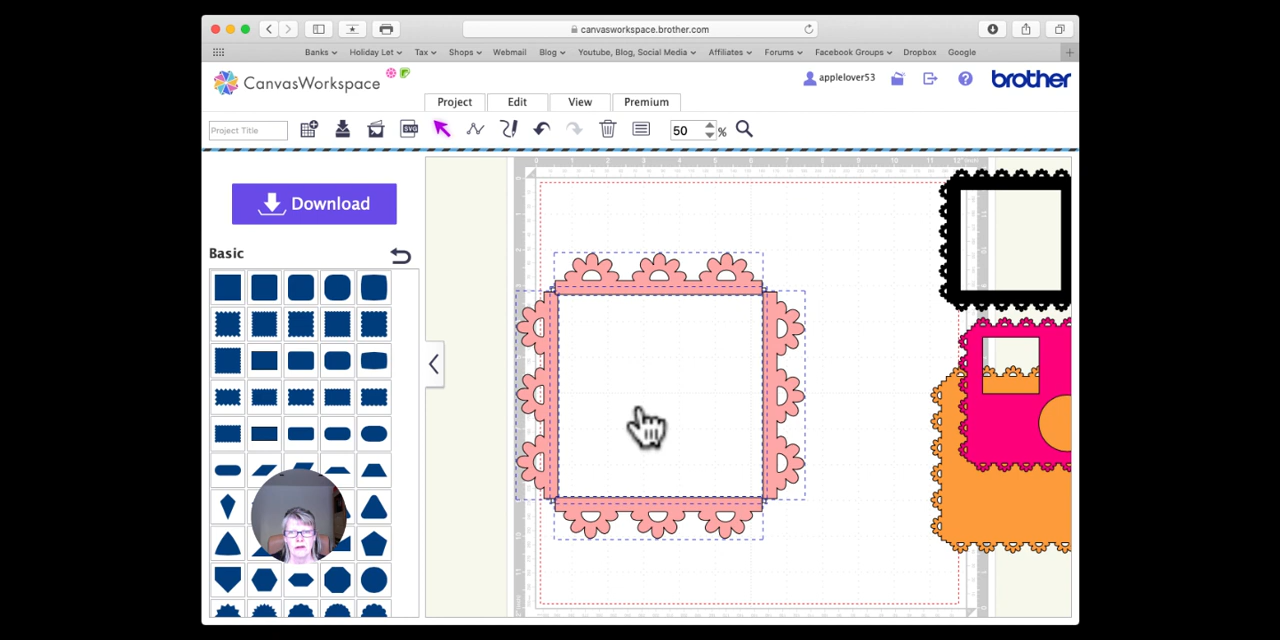 canvasworkspace.brother.com
Banks Holiday Let Tax Shops Webmail Blog Youtube, Blog, Social Media Affiliates Forums Facebook Groups Dropbox Google
CanvasWorkspace
applelover53
brother
Project Edit View Premium
Project Title
SVG
50 %
Download
Basic